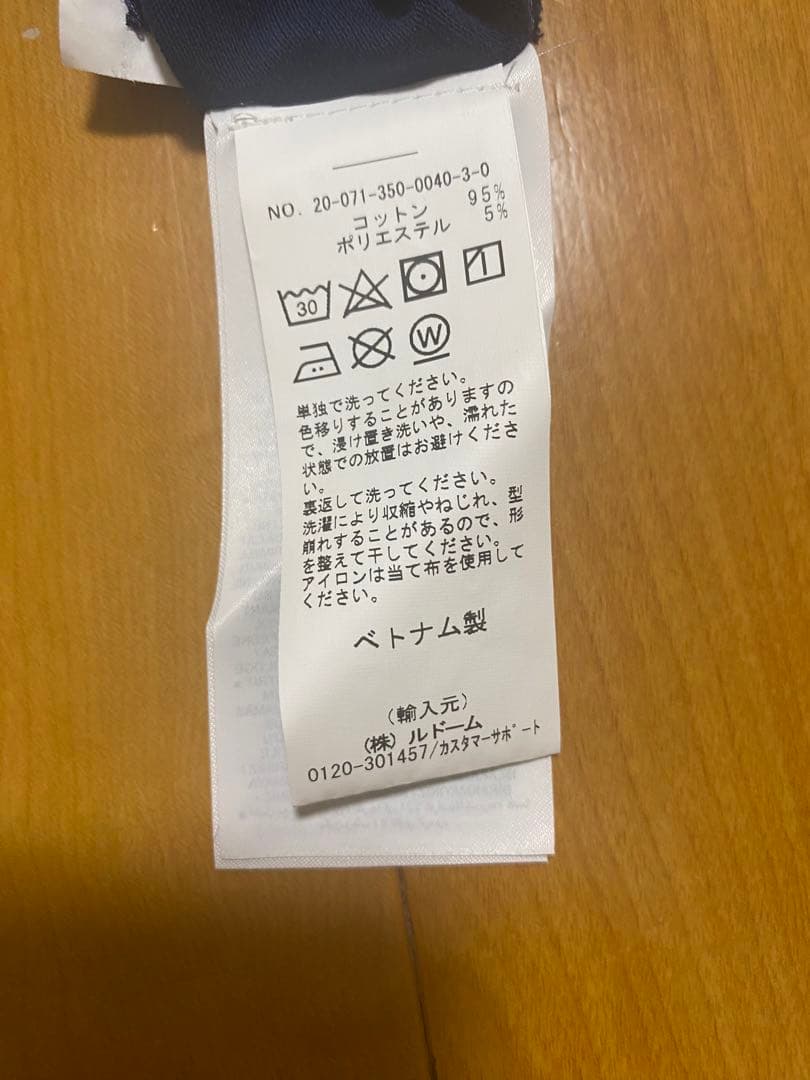 NO. 20-071-350-0040-3-0
コットン 95%
ポリエステル 5%
30
W
単独で洗ってください。
色移りすることがありますの
で、浸け置き洗いや、濡れた
状態での放置はお避けくださ
い。
裏返して洗ってください。
洗濯により収縮やねじれ、型
崩れすることがあるので、形
を整えて干してください。
アイロンは当て布を使用して
ください。
ベトナム製
(輸入元)
(株) ルドーム
0120-301457/カスタマーサポート